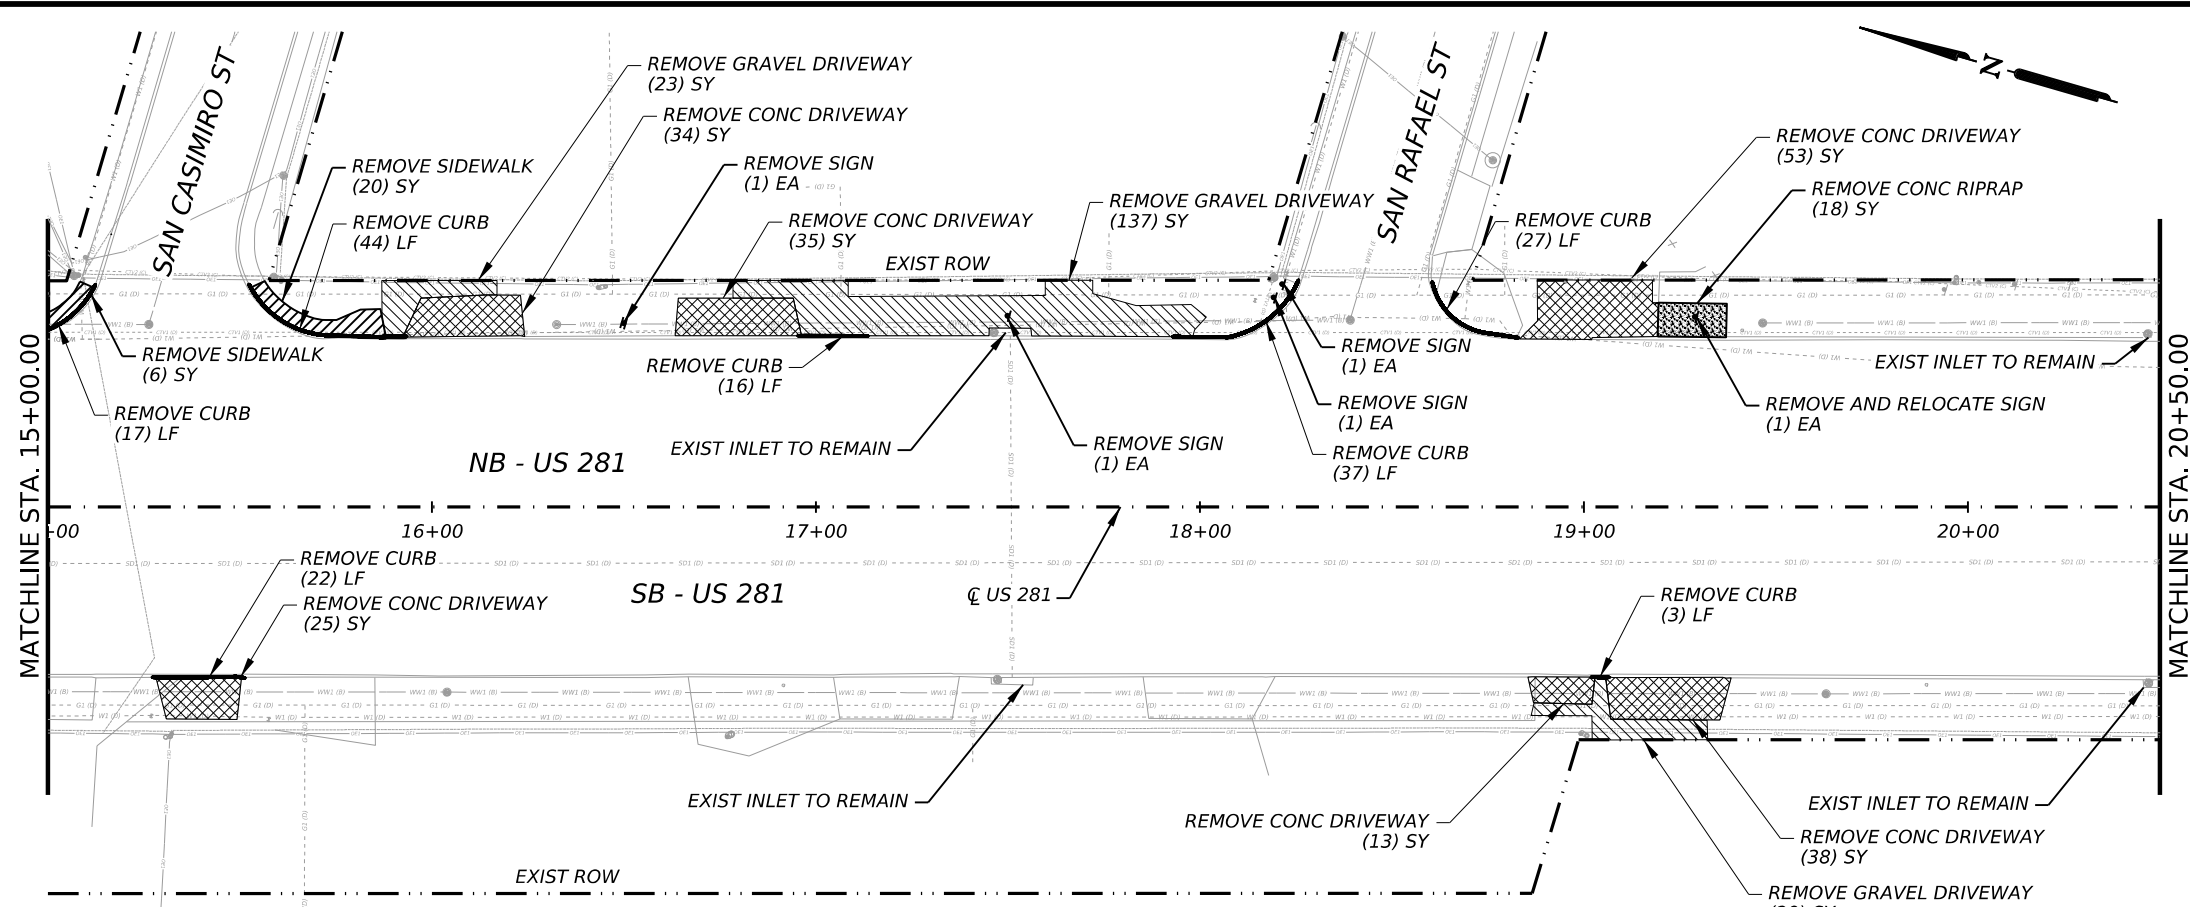 N
SAN CASIMIRO ST
SAN RAFAEL ST
REMOVE GRAVEL DRIVEWAY
(23) SY
REMOVE CONC DRIVEWAY
(34) SY
REMOVE SIGN
(1) EA
REMOVE SIDEWALK
(20) SY
REMOVE CURB
(44) LF
REMOVE CONC DRIVEWAY
(35) SY
REMOVE GRAVEL DRIVEWAY
(137) SY
EXIST ROW
REMOVE CURB
(27) LF
REMOVE CONC DRIVEWAY
(53) SY
REMOVE CONC RIPRAP
(18) SY
REMOVE SIDEWALK
(6) SY
REMOVE CURB
(17) LF
REMOVE CURB
(16) LF
EXIST INLET TO REMAIN
REMOVE SIGN
(1) EA
REMOVE SIGN
(1) EA
REMOVE SIGN
(1) EA
REMOVE CURB
(37) LF
EXIST INLET TO REMAIN
REMOVE AND RELOCATE SIGN
(1) EA
MATCHLINE STA. 15+00.00
MATCHLINE STA. 20+50.00
NB - US 281
+00
16+00
17+00
18+00
19+00
20+00
REMOVE CURB
(22) LF
REMOVE CONC DRIVEWAY
(25) SY
SB - US 281
℄ US 281
REMOVE CURB
(3) LF
EXIST INLET TO REMAIN
REMOVE CONC DRIVEWAY
(13) SY
EXIST INLET TO REMAIN
REMOVE CONC DRIVEWAY
(38) SY
EXIST ROW
REMOVE GRAVEL DRIVEWAY